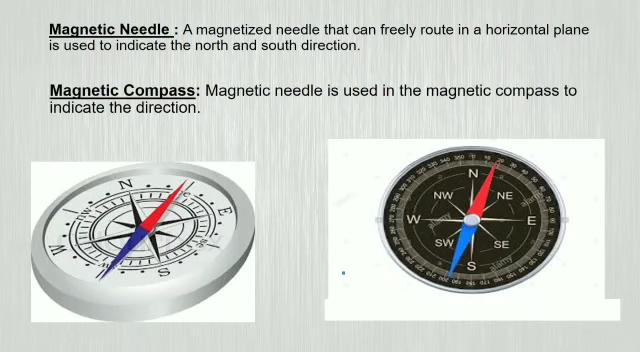 Magnetic Needle : A magnetized needle that can freely route in a horizontal plane
is used to indicate the north and south direction.
Magnetic Compass: Magnetic needle is used in the magnetic compass to
indicate the direction.
N
E
S
W
N
NW NE
W E
SW SE
S
alamy
alamy